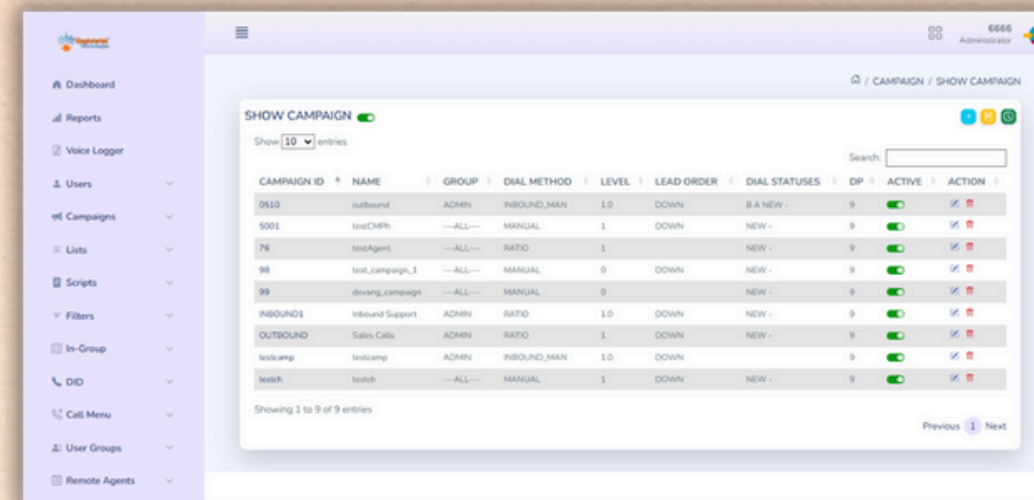 6666
Administrator
/ CAMPAIGN / SHOW CAMPAIGN
Dashboard
Reports
Voice Logger
Users
Campaigns
Lists
Scripts
Filters
In-Group
DID
Call Menu
User Groups
Remote Agents
SHOW CAMPAIGN
Show 10 entries
Search:
CAMPAIGN ID NAME GROUP DIAL METHOD LEVEL LEAD ORDER DIAL STATUSES DP ACTIVE ACTION
0510 outbound ADMIN INBOUND_MAN 1.0 DOWN B A NEW - 9
5001 testCMPh ---ALL--- MANUAL 1 DOWN NEW - 9
76 testAgent ---ALL--- RATIO 1 NEW - 9
98 test_campaign_1 ---ALL--- MANUAL 0 DOWN NEW - 9
99 devang_campaign ---ALL--- MANUAL 0 NEW - 9
INBOUND1 Inbound Support ADMIN RATIO 1.0 DOWN NEW - 9
OUTBOUND Sales Calls ADMIN RATIO 1 DOWN NEW - 9
testcamp testcamp ADMIN INBOUND_MAN 1.0 DOWN 9
testch testch ---ALL--- MANUAL 1 DOWN NEW - 9
Showing 1 to 9 of 9 entries
Previous 1 Next